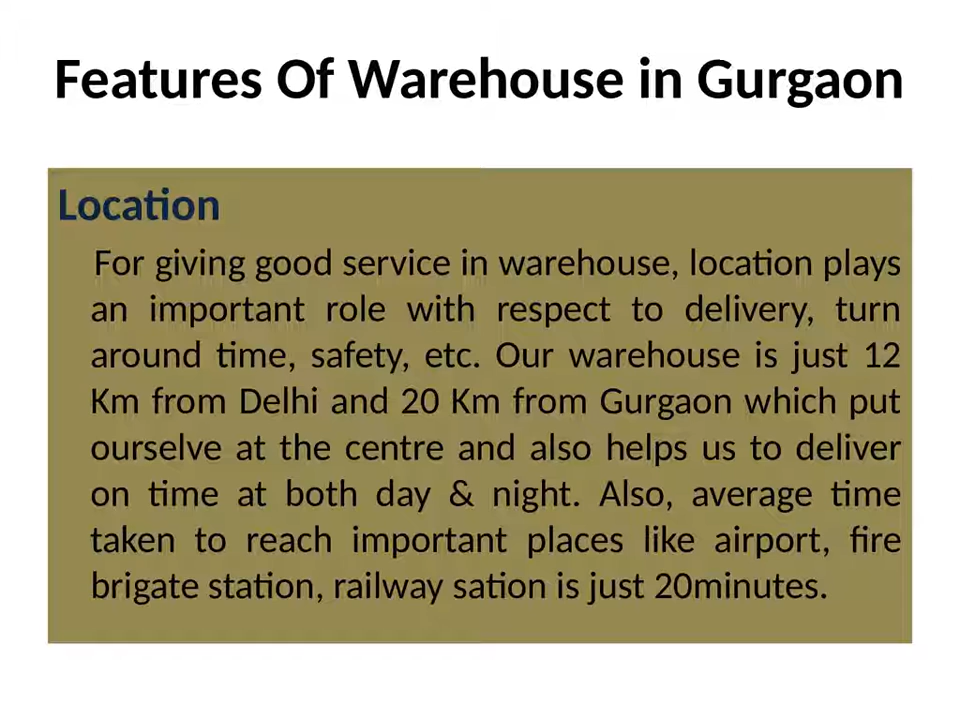 Features Of Warehouse in Gurgaon
Location
For giving good service in warehouse, location plays
an important role with respect to delivery, turn
around time, safety, etc. Our warehouse is just 12
Km from Delhi and 20 Km from Gurgaon which put
ourselve at the centre and also helps us to deliver
on time at both day & night. Also, average time
taken to reach important places like airport, fire
brigate station, railway sation is just 20minutes.